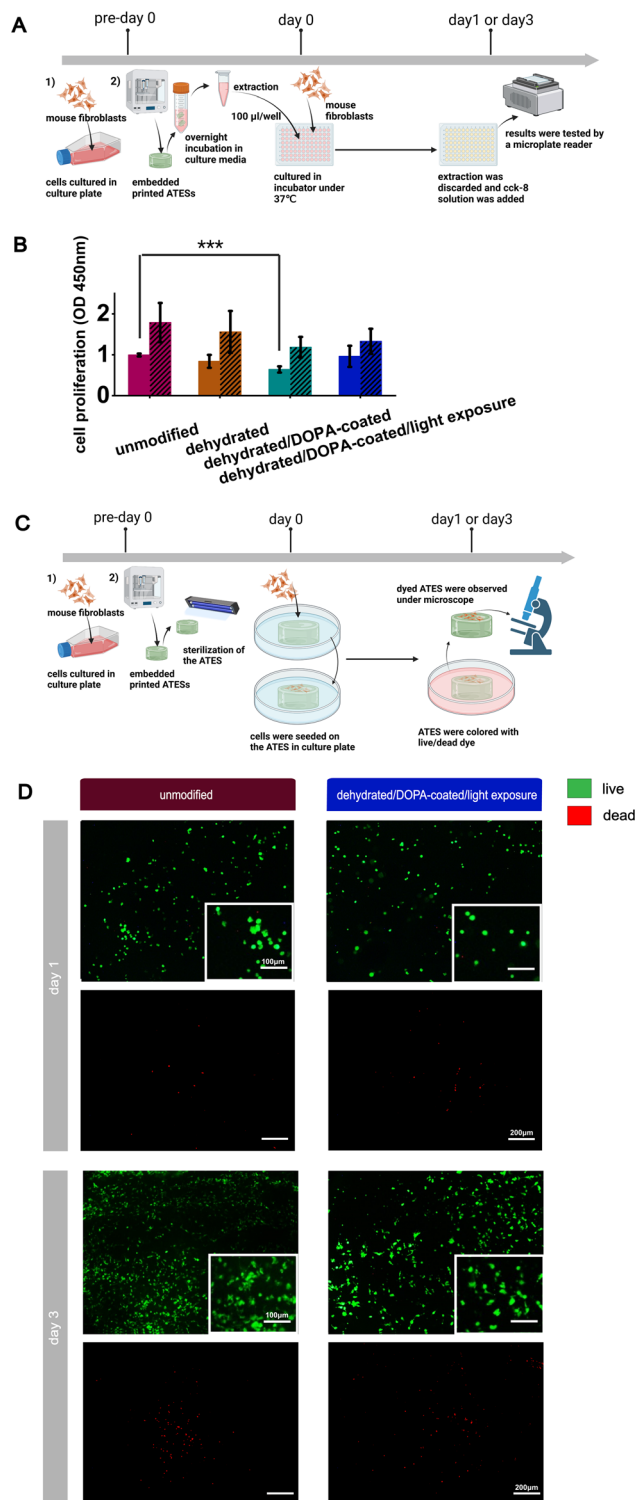 A
pre-day 0
day 0
day1 or day3
1)
mouse fibroblasts
cells cultured in
culture plate
2)
embedded
printed ATESs
overnight
incubation in
culture media
extraction
100 µl/well
mouse
fibroblasts
cultured in
incubator under
37℃
extraction was
discarded and cck-8
solution was added
results were tested by
a microplate reader
B
cell proliferation (OD 450nm)
2
1
0
***
unmodified
dehydrated
dehydrated/DOPA-coated
dehydrated/DOPA-coated/light exposure
C
pre-day 0
day 0
day1 or day3
1)
mouse fibroblasts
cells cultured in
culture plate
2)
embedded
printed ATESs
sterilization of
the ATES
cells were seeded on
the ATES in culture plate
dyed ATES were observed
under microscope
ATES were colored with
live/dead dye
D
unmodified
dehydrated/DOPA-coated/light exposure
live
dead
day 1
100µm
200µm
day 3
100µm
200µm